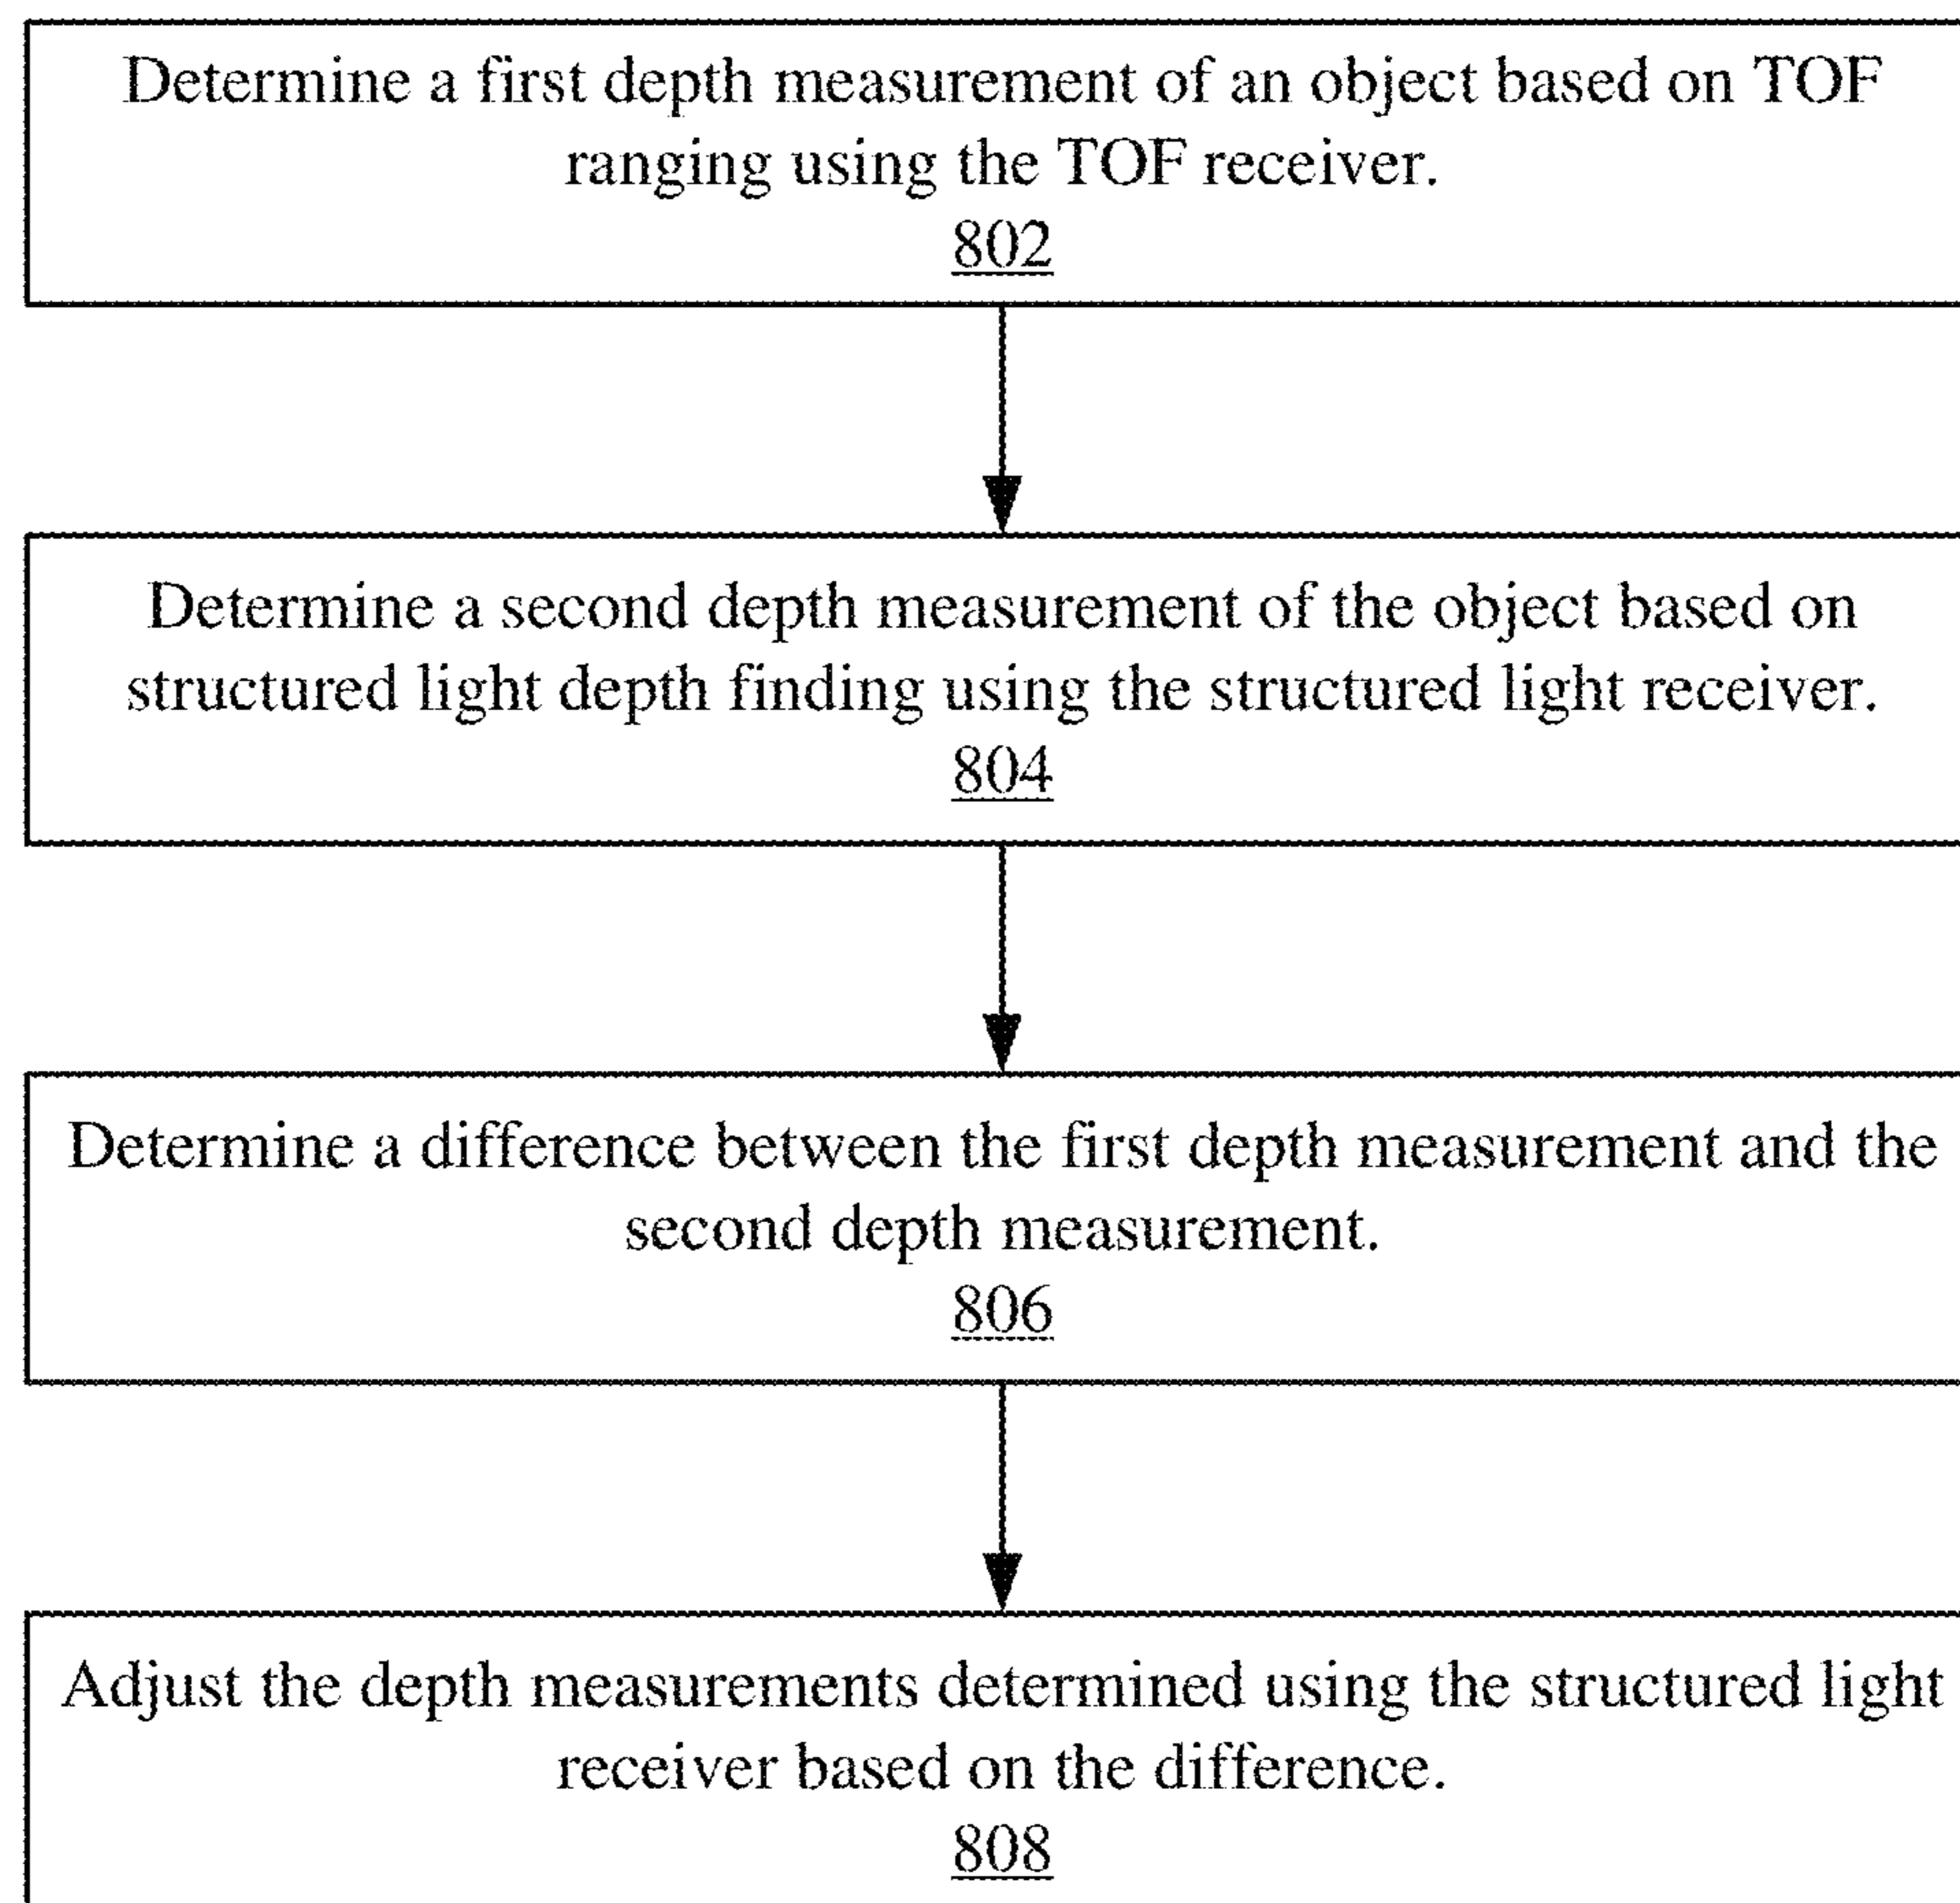 Determine a first depth measurement of an object based on TOF
ranging using the TOF receiver.
802
Determine a second depth measurement of the object based on
structured light depth finding using the structured light receiver.
804
Determine a difference between the first depth measurement and the
second depth measurement.
806
Adjust the depth measurements determined using the structured light
receiver based on the difference.
808